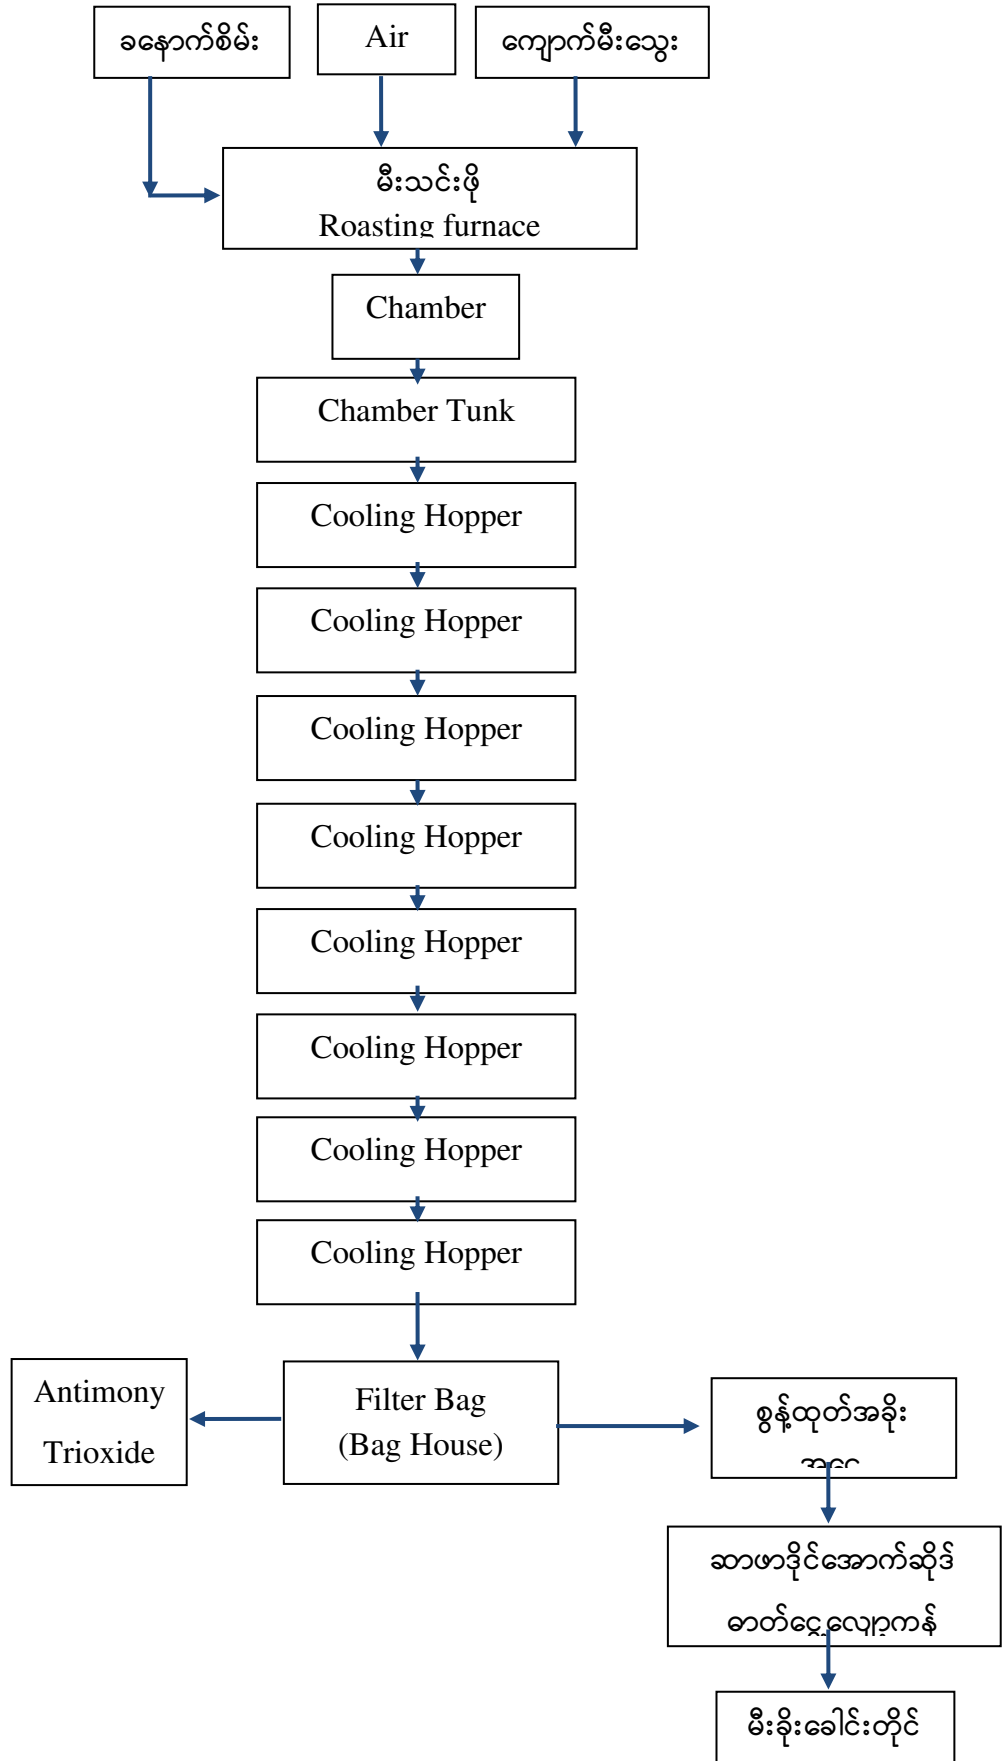 ခနောက်စိမ်း
Air
ကျောက်မီးသွေး
မီးသင်းဖို
Roasting furnace
Chamber
Chamber Tunk
Cooling Hopper
Cooling Hopper
Cooling Hopper
Cooling Hopper
Cooling Hopper
Cooling Hopper
Cooling Hopper
Cooling Hopper
Antimony
Trioxide
Filter Bag
(Bag House)
စွန့်ထုတ်အခိုး
ဆာဖာဒိုင်အောက်ဆိုဒ်
ဓာတ်ငွေ့လျော့ကန်
မီးခိုးခေါင်းတိုင်